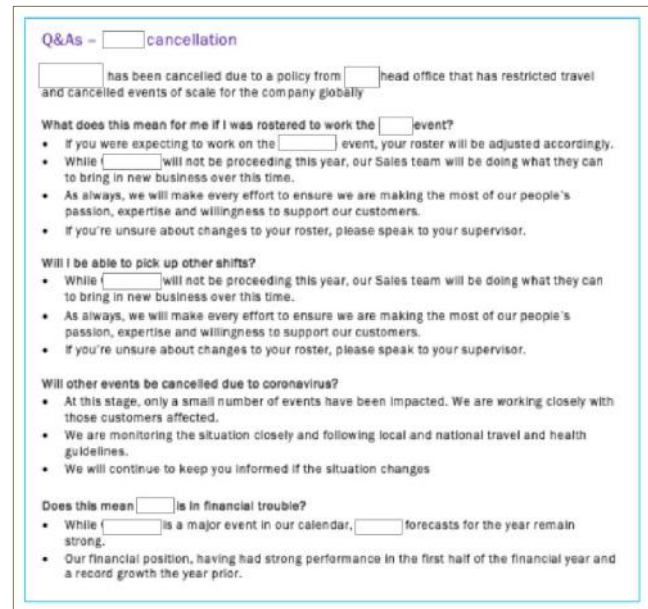 Q&As – cancellation
has been cancelled due to a policy from head office that has restricted travel
and cancelled events of scale for the company globally
What does this mean for me if I was rostered to work the event?
• If you were expecting to work on the event, your roster will be adjusted accordingly.
• While will not be proceeding this year, our Sales team will be doing what they can
to bring in new business over this time.
• As always, we will make every effort to ensure we are making the most of our people's
passion, expertise and willingness to support our customers.
• If you're unsure about changes to your roster, please speak to your supervisor.
Will I be able to pick up other shifts?
• While will not be proceeding this year, our Sales team will be doing what they can
to bring in new business over this time.
• As always, we will make every effort to ensure we are making the most of our people's
passion, expertise and willingness to support our customers.
• If you're unsure about changes to your roster, please speak to your supervisor.
Will other events be cancelled due to coronavirus?
• At this stage, only a small number of events have been impacted. We are working closely with
those customers affected.
• We are monitoring the situation closely and following local and national travel and health
guidelines.
• We will continue to keep you informed if the situation changes
Does this mean is in financial trouble?
• While is a major event in our calendar, forecasts for the year remain
strong.
• Our financial position, having had strong performance in the first half of the financial year and
a record growth the year prior.